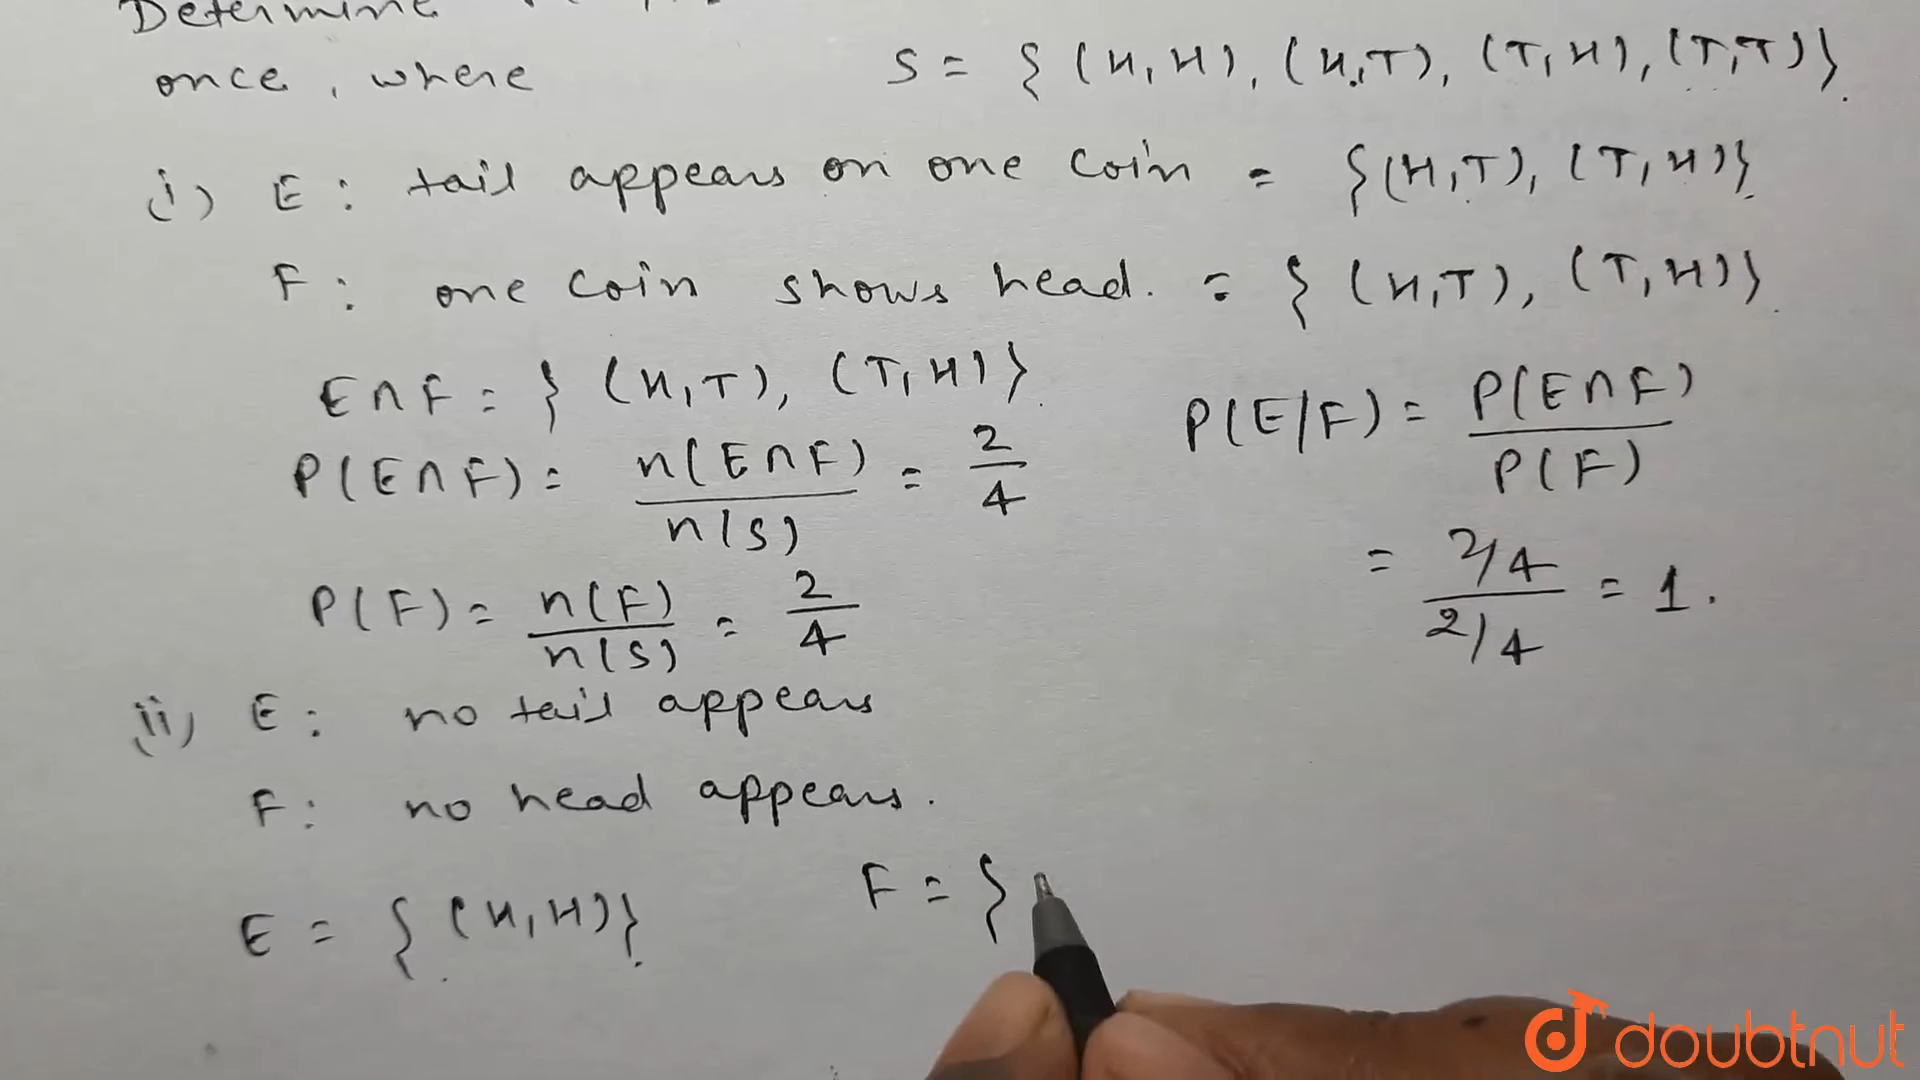 Determine
once, where
S = { (H,H), (H,T), (T,H), (T,T) }
i) E : tail appears on one coin = {(H,T), (T,H)}
F : one coin shows head. = { (H,T), (T,H)}
E∩F = { (H,T), (T,H)}
P(E∩F) = n(E∩F)/n(S) = 2/4
P(F) = n(F)/n(S) = 2/4
P(E/F) = P(E∩F)/P(F)
= 2/4 / 2/4 = 1.
ii) E : no tail appears
F : no head appears.
E = { (H,H)}
F = {
doubtnut